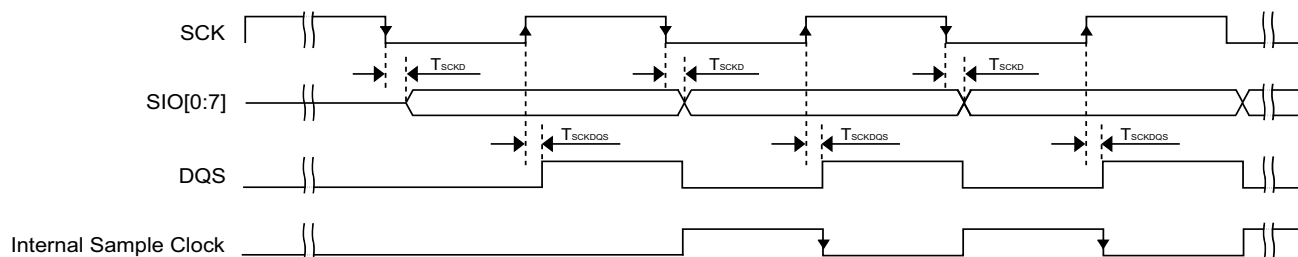 SCK
TSCKD TSCKD TSCKD
SIO[0:7]
TSCKDQS TSCKDQS TSCKDQS
DQS
Internal Sample Clock